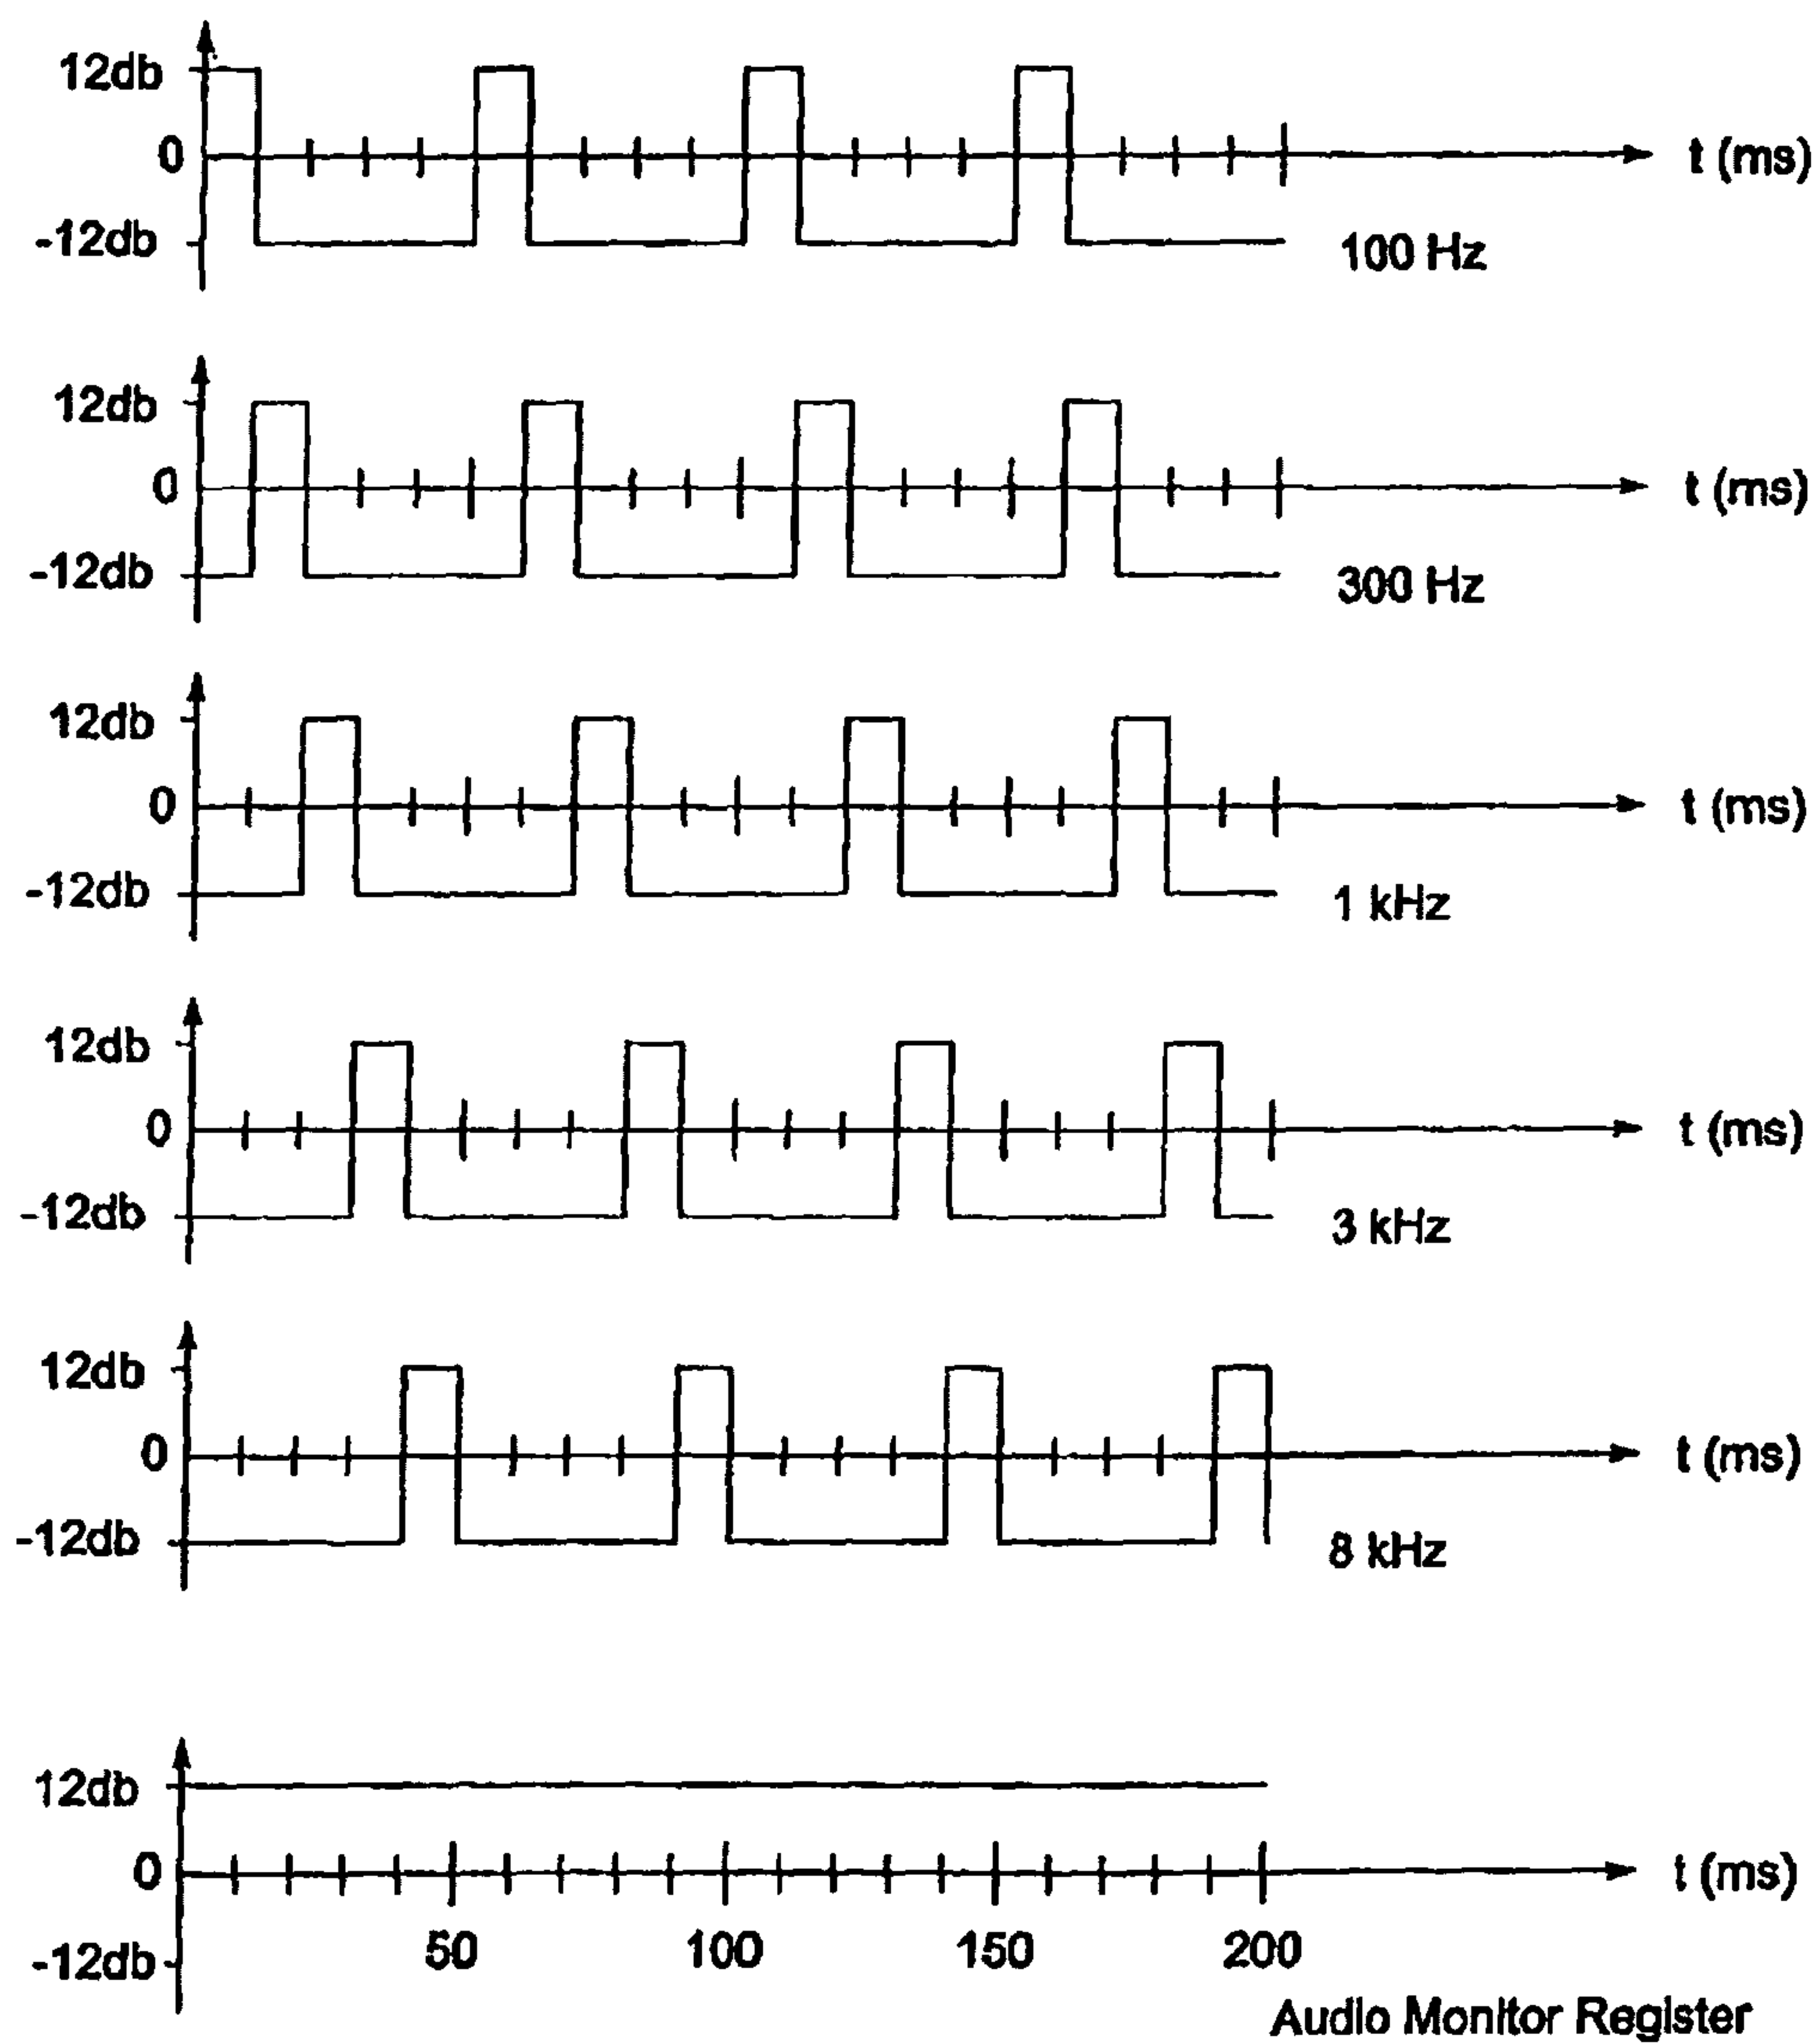 12db
0
t (ms)
-12db
100 Hz
12db
0
t (ms)
-12db
300 Hz
12db
0
t (ms)
-12db
1 kHz
12db
0
t (ms)
-12db
3 kHz
12db
0
t (ms)
-12db
8 kHz
12db
0
t (ms)
50 100 150 200
-12db
Audio Monitor Register